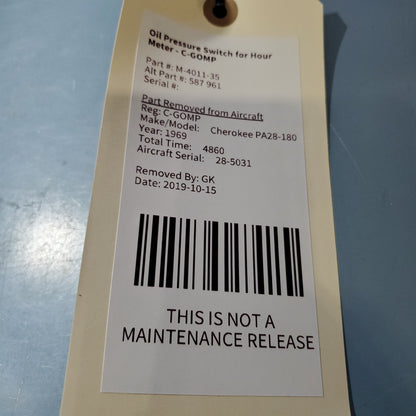 Oil Pressure Switch for Hour
Meter - C-GOMP
Part #: M-4011-35
Alt Part #: 587 961
Serial #:
Part Removed from Aircraft
Reg: C-GOMP
Make/Model: Cherokee PA28-180
Year: 1969
Total Time: 4860
Aircraft Serial: 28-5031
Removed By: GK
Date: 2019-10-15
THIS IS NOT A
MAINTENANCE RELEASE